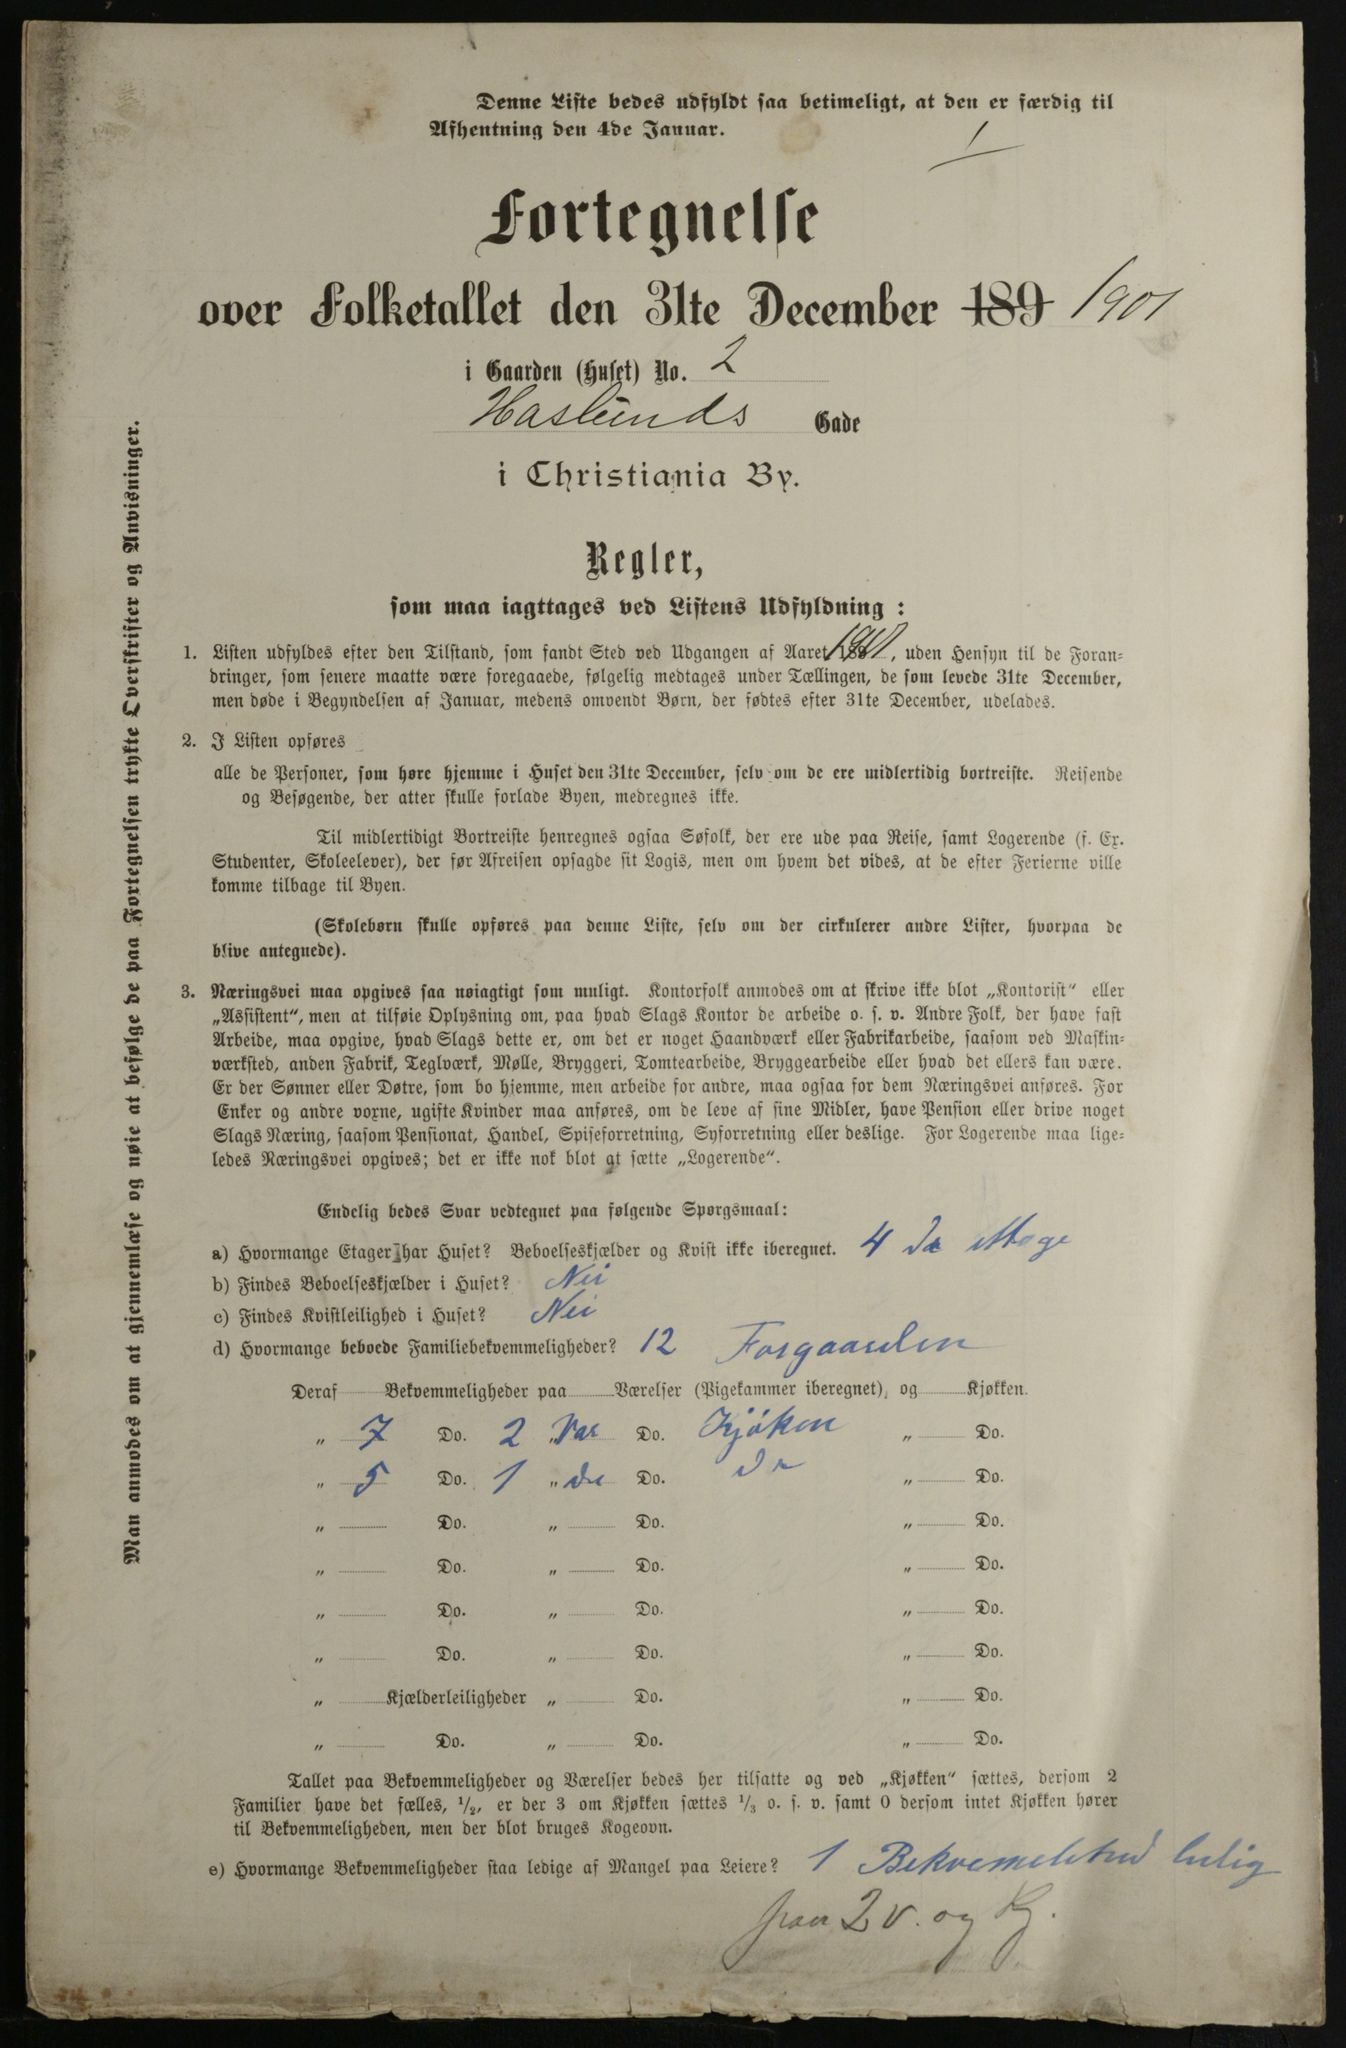 Denne Liste bedes udfyldt saa betimeligt, at den er færdig til
Afhentning den 4de Januar.
1
Fortegnelse
over Folketallet den 31te December 189 1901
i Gaarden (Huset) No. 2
Haslunds Gade
i Christiania By.
Regler,
som maa iagttages ved Listens Udfyldning:
1. Listen udfyldes efter den Tilstand, som fandt Sted ved Udgangen af Aaret 1901, uden Hensyn til de Foran-
dringer, som senere maatte være foregaaede, følgelig medtages under Tællingen, de som levede 31te December,
men døde i Begyndelsen af Januar, medens omvendt Børn, der fødtes efter 31te December, udelades.
2. I Listen opføres
alle de Personer, som høre hjemme i Huset den 31te December, selv om de ere midlertidig bortreiste. Reisende
og Besøgende, der atter skulle forlade Byen, medregnes ikke.
Til midlertidigt Bortreiste henregnes ogsaa Søfolk, der ere ude paa Reise, samt Logerende (f. Ex.
Studenter, Skoleelever), der før Afreisen opsagde sit Logis, men om hvem det vides, at de efter Ferierne ville
komme tilbage til Byen.
(Skolebørn skulle opføres paa denne Liste, selv om der cirkulerer andre Lister, hvorpaa de
blive antegnede).
3. Næringsvei maa opgives saa nøiagtigt som muligt. Kontorfolk anmodes om at skrive ikke blot „Kontorist“ eller
„Assistent“, men at tilføie Oplysning om, paa hvad Slags Kontor de arbeide o. s. v. Andre Folk, der have fast
Arbeide, maa opgive, hvad Slags dette er, om det er noget Haandværk eller Fabrikarbeide, saasom ved Maskin-
værksted, anden Fabrik, Teglværk, Mølle, Bryggeri, Tomtearbeide, Bryggearbeide eller hvad det ellers kan være.
Er der Sønner eller Døtre, som bo hjemme, men arbeide for andre, maa ogsaa for dem Næringsvei anføres. For
Enker og andre voxne, ugifte Kvinder maa anføres, om de leve af sine Midler, have Pension eller drive noget
Slags Næring, saasom Pensionat, Handel, Spiseforretning, Syforretning eller deslige. For Logerende maa lige-
ledes Næringsvei opgives; det er ikke nok blot at sætte „Logerende“.
Endelig bedes Svar vedtegnet paa følgende Spørgsmaal:
a) Hvormange Etager har Huset? Beboelseskjælder og Kvist ikke iberegnet. 4 de
b) Findes Beboelseskjælder i Huset? Nei
c) Findes Kvistleilighed i Huset? Nei
d) Hvormange beboede Familiebekvemmeligheder? 12 Forgaarden
Deraf Bekvemmeligheder paa Værelser (Pigekammer iberegnet), og Kjøkken.
„ 7 Do. 2 „ Vær Do. Kjøken „ Do.
„ 5 Do. 1 „ do Do. do „ Do.
„ Do. „ Do. „ Do.
„ Do. „ Do. „ Do.
„ Do. „ Do. „ Do.
„ Do. „ Do. „ Do.
„ Kjælderleiligheder „ Do. „ Do.
„ Do. „ Do. „ Do.
Tallet paa Bekvemmeligheder og Værelser bedes her tilsatte og ved „Kjøkken“ sættes, dersom 2
Familier have det fælles, 1/2, er der 3 om Kjøkken sættes 1/3 o. s. v. samt 0 dersom intet Kjøkken hører
til Bekvemmeligheden, men der blot bruges Kogeovn.
e) Hvormange Bekvemmeligheder staa ledige af Mangel paa Leiere? 1
paa 2 v. og Kj.
Man anmodes om at gjennemlæse og nøie at befølge de paa Fortegnelsen trykte Overskrifter og Anvisninger.